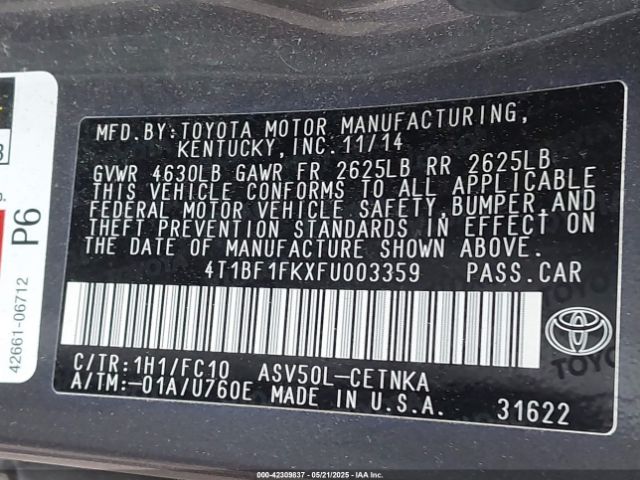 MFD.BY:TOYOTA MOTOR MANUFACTURING,
KENTUCKY, INC. 11/14
GVWR 4630LB GAWR FR 2625LB RR 2625LB
THIS VEHICLE CONFORMS TO ALL APPLICABLE
FEDERAL MOTOR VEHICLE SAFETY, BUMPER, AND
THEFT PREVENTION STANDARDS IN EFFECT ON
THE DATE OF MANUFACTURE SHOWN ABOVE.
4T1BF1FKXFU003359 PASS.CAR
C/TR:1H1/FC10 ASV50L-CETNKA
A/TM:-01A/U760E MADE IN U.S.A. 31622
TOYOTA
P6
42661-06712
© - 42309837 - 05/21/2025 - IAA Inc.